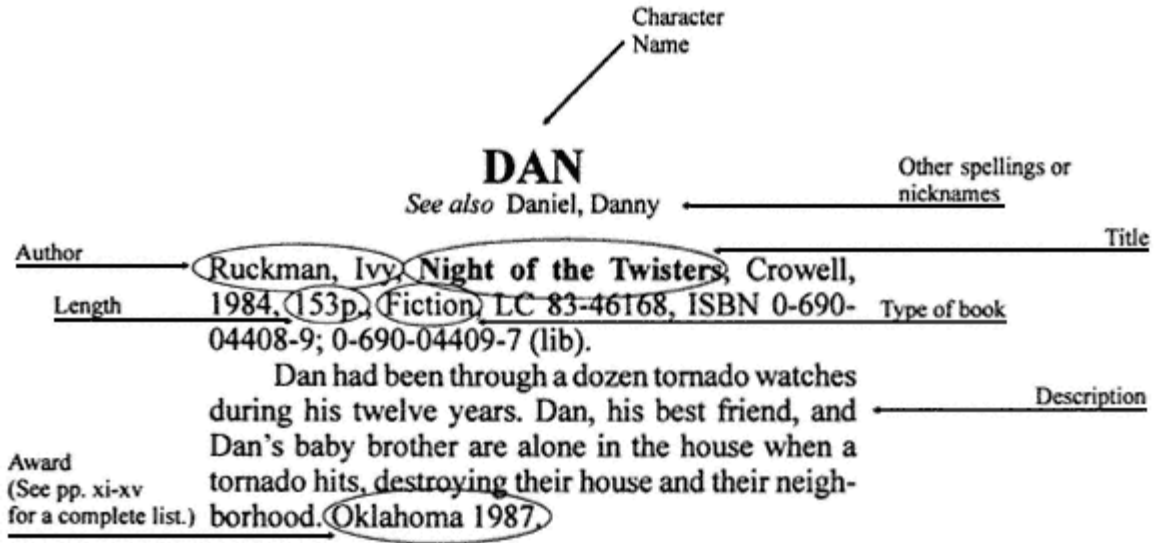 Character
Name
DAN
Other spellings or
nicknames
See also Daniel, Danny
Title
Author
Ruckman, Ivy, Night of the Twisters, Crowell,
Length
1984, 153p., Fiction, LC 83-46168, ISBN 0-690-
Type of book
04408-9; 0-690-04409-7 (lib).
Dan had been through a dozen tornado watches
Description
during his twelve years. Dan, his best friend, and
Dan's baby brother are alone in the house when a
Award
(See pp. xi-xv
for a complete list.)
tornado hits, destroying their house and their neigh-
borhood. Oklahoma 1987.